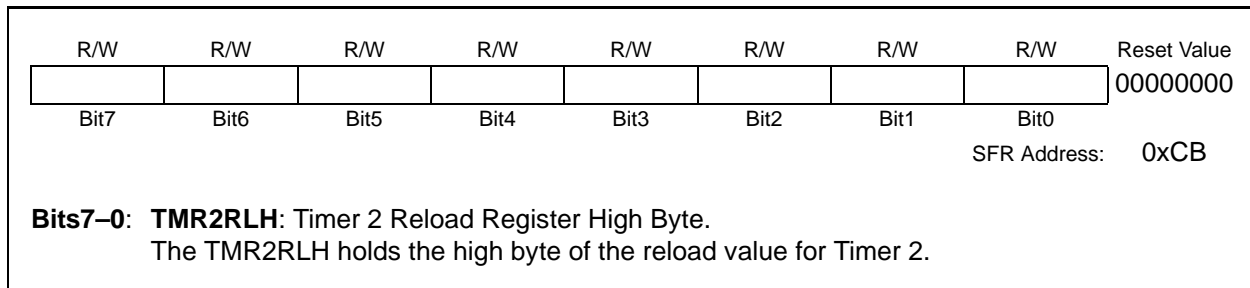 R/W R/W R/W R/W R/W R/W R/W R/W Reset Value
00000000
Bit7 Bit6 Bit5 Bit4 Bit3 Bit2 Bit1 Bit0
SFR Address: 0xCB
Bits7–0: TMR2RLH: Timer 2 Reload Register High Byte.
The TMR2RLH holds the high byte of the reload value for Timer 2.